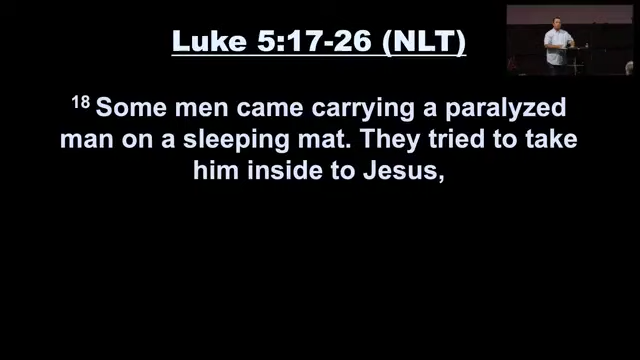 Luke 5:17-26 (NLT)
18 Some men came carrying a paralyzed
man on a sleeping mat. They tried to take
him inside to Jesus,